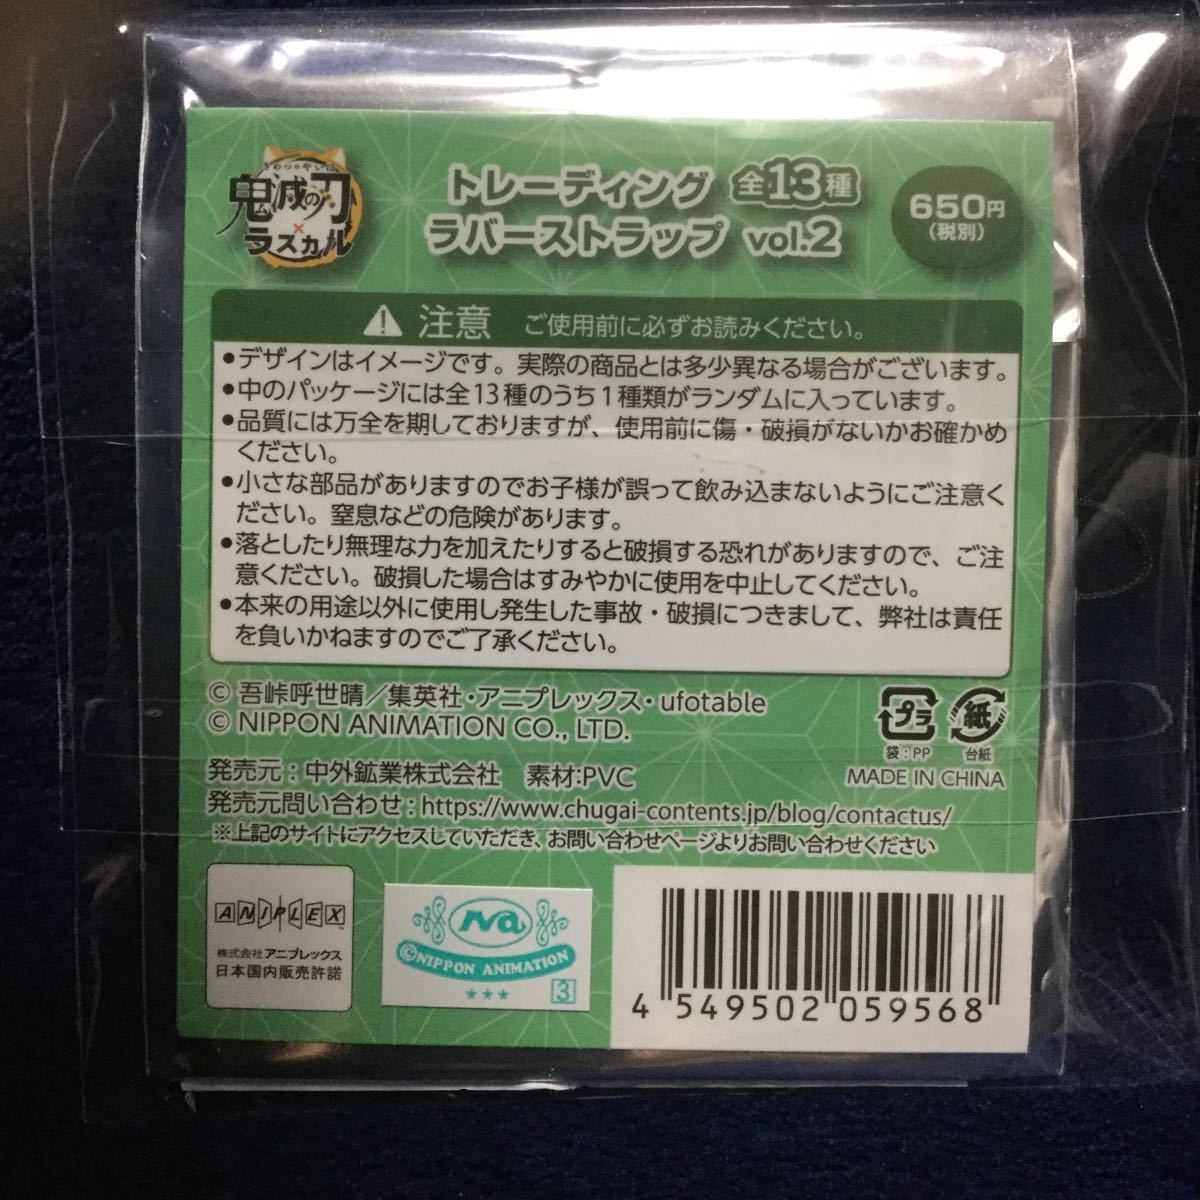 きめつのやいば
鬼滅の刃
×
ラスカル
トレーディング 全13種
ラバーストラップ vol.2
650円
(税別)
注意 ご使用前に必ずお読みください。
●デザインはイメージです。実際の商品とは多少異なる場合がございます。
●中のパッケージには全13種のうち1種類がランダムに入っています。
●品質には万全を期しておりますが、使用前に傷・破損がないかお確かめ
ください。
●小さな部品がありますのでお子様が誤って飲み込まないようにご注意く
ださい。窒息などの危険があります。
●落としたり無理な力を加えたりすると破損する恐れがありますので、ご注
意ください。破損した場合はすみやかに使用を中止してください。
●本来の用途以外に使用し発生した事故・破損につきまして、弊社は責任
を負いかねますのでご了承ください。
© 吾峠呼世晴／集英社・アニプレックス・ufotable
© NIPPON ANIMATION CO., LTD.
プラ 紙
袋：PP 台紙
発売元：中外鉱業株式会社 素材:PVC
MADE IN CHINA
発売元問い合わせ：https://www.chugai-contents.jp/blog/contactus/
※上記のサイトにアクセスしていただき、お問い合わせページよりお問い合わせください
ANIPLEX™
株式会社アニプレックス
日本国内販売許諾
na
©NIPPON ANIMATION
★★★ 3
4 549502 059568